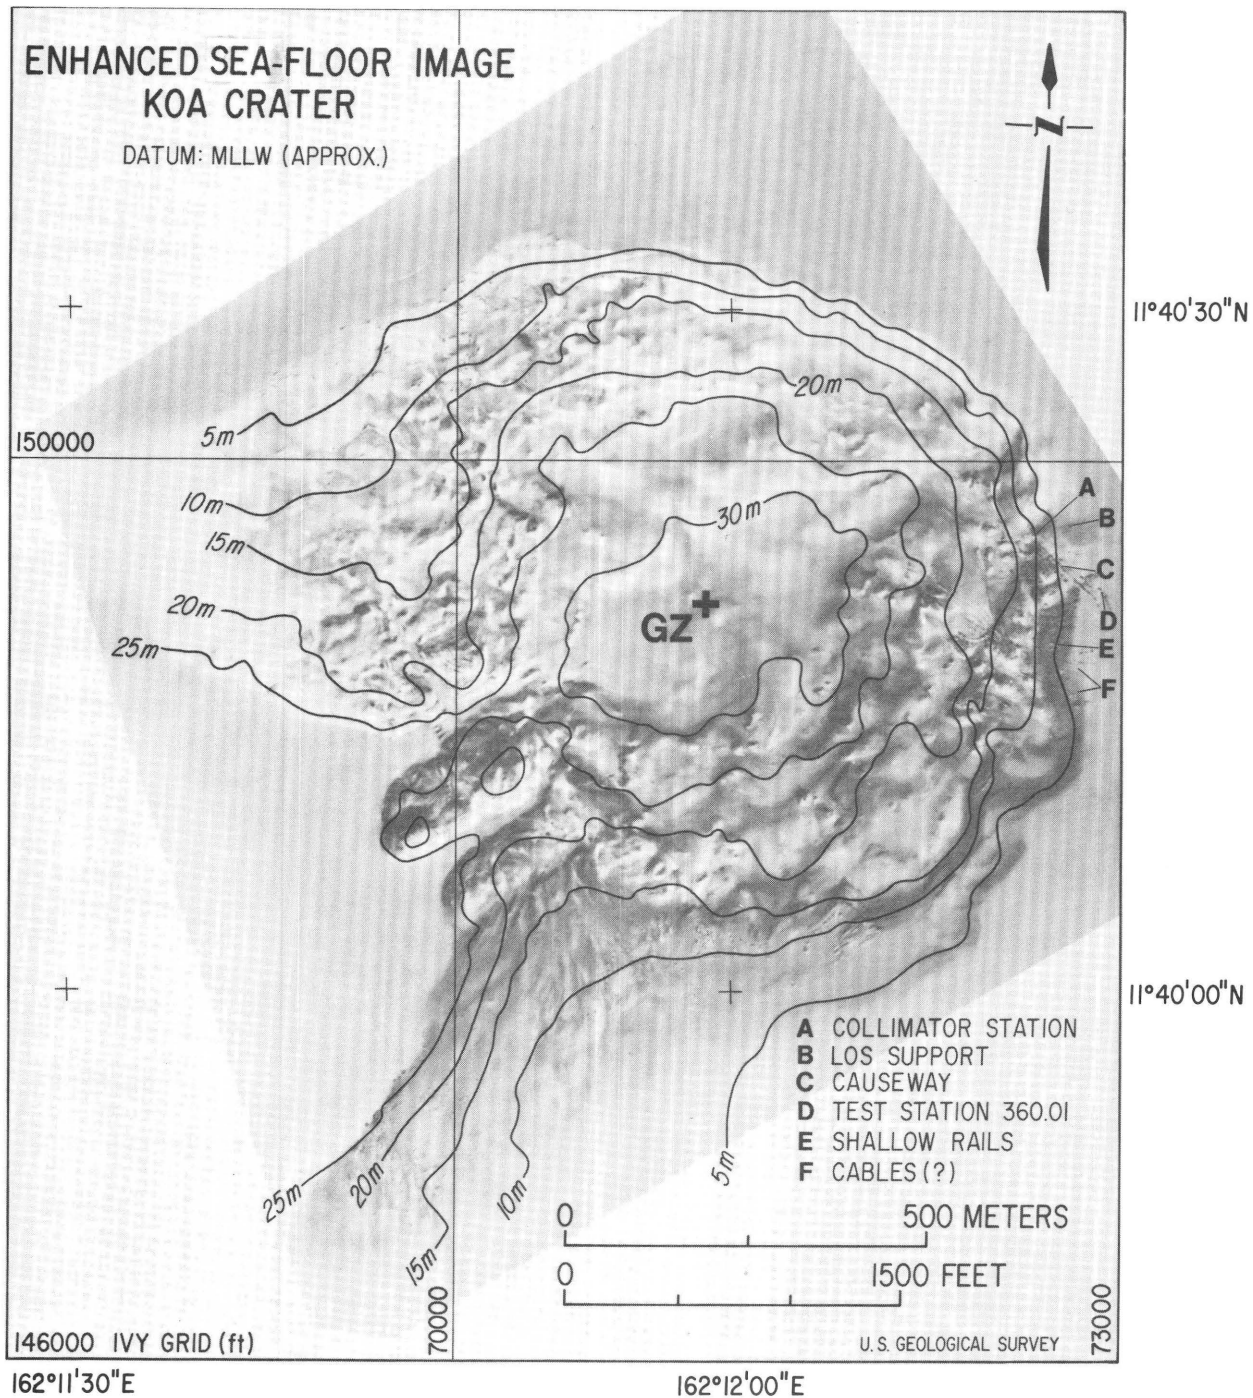 ENHANCED SEA-FLOOR IMAGE
KOA CRATER
DATUM: MLLW (APPROX.)
N
11°40'30"N
20m
150000
5m
10m
A
B
30m
15m
C
GZ
20m
D
25m
E
F
11°40'00"N
A COLLIMATOR STATION
B LOS SUPPORT
C CAUSEWAY
D TEST STATION 360.01
E SHALLOW RAILS
F CABLES (?)
5m
25m
20m
10m
15m
0 500 METERS
0 1500 FEET
70000
73000
146000 IVY GRID (ft)
U.S. GEOLOGICAL SURVEY
162°11'30"E
162°12'00"E